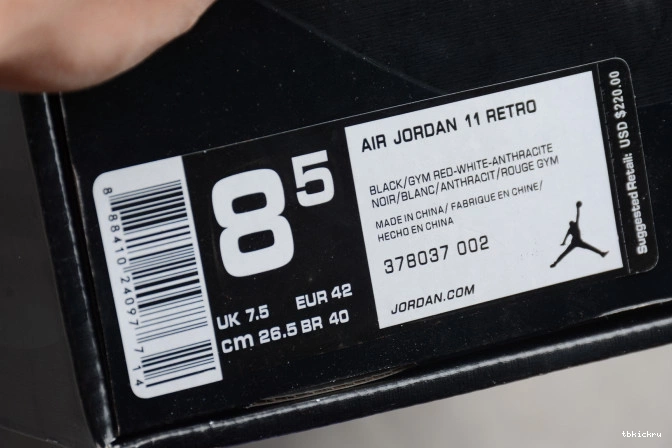 8 88410 24097 7 14
8 5
UK 7.5 EUR 42
cm 26.5 BR 40
AIR JORDAN 11 RETRO
BLACK/GYM RED-WHITE-ANTHRACITE
NOIR/BLANC/ANTHRACIT/ROUGE GYM
MADE IN CHINA/ FABRIQUE EN CHINE/
HECHO EN CHINA
378037 002
JORDAN.COM
Suggested Retail: USD $220.00
tbkickru